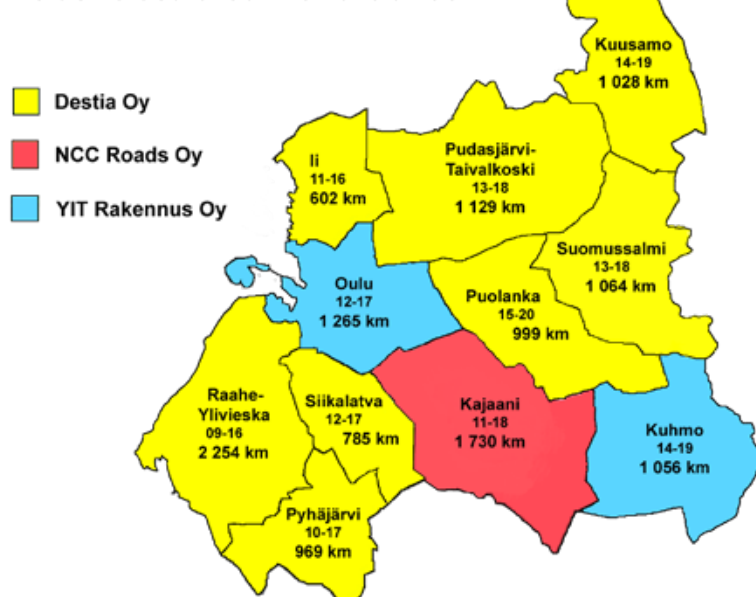 Destia Oy
NCC Roads Oy
YIT Rakennus Oy
Kuusamo
14-19
1 028 km
Ii
11-16
602 km
Pudasjärvi-
Taivalkoski
13-18
1 129 km
Suomussalmi
13-18
1 064 km
Oulu
12-17
1 265 km
Puolanka
15-20
999 km
Raahe-
Ylivieska
09-16
2 254 km
Siikalatva
12-17
785 km
Kajaani
11-18
1 730 km
Kuhmo
14-19
1 056 km
Pyhäjärvi
10-17
969 km